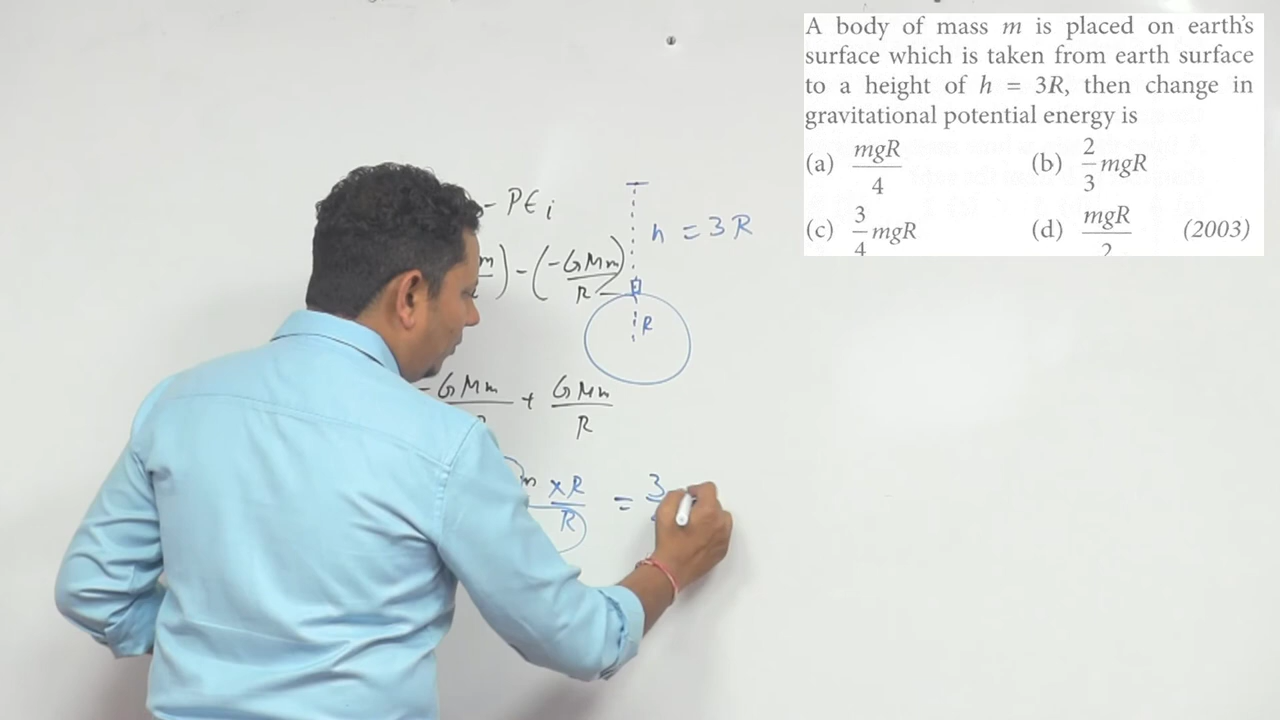 A body of mass m is placed on earth's
surface which is taken from earth surface
to a height of h = 3R, then change in
gravitational potential energy is
(a) mgR/4 (b) 2/3 mgR
(c) 3/4 mgR (d) mgR/2 (2003)
- PE i
h = 3R
) - (-GMm/R)
R
-GMm + GMm/R
m × R/R = 3